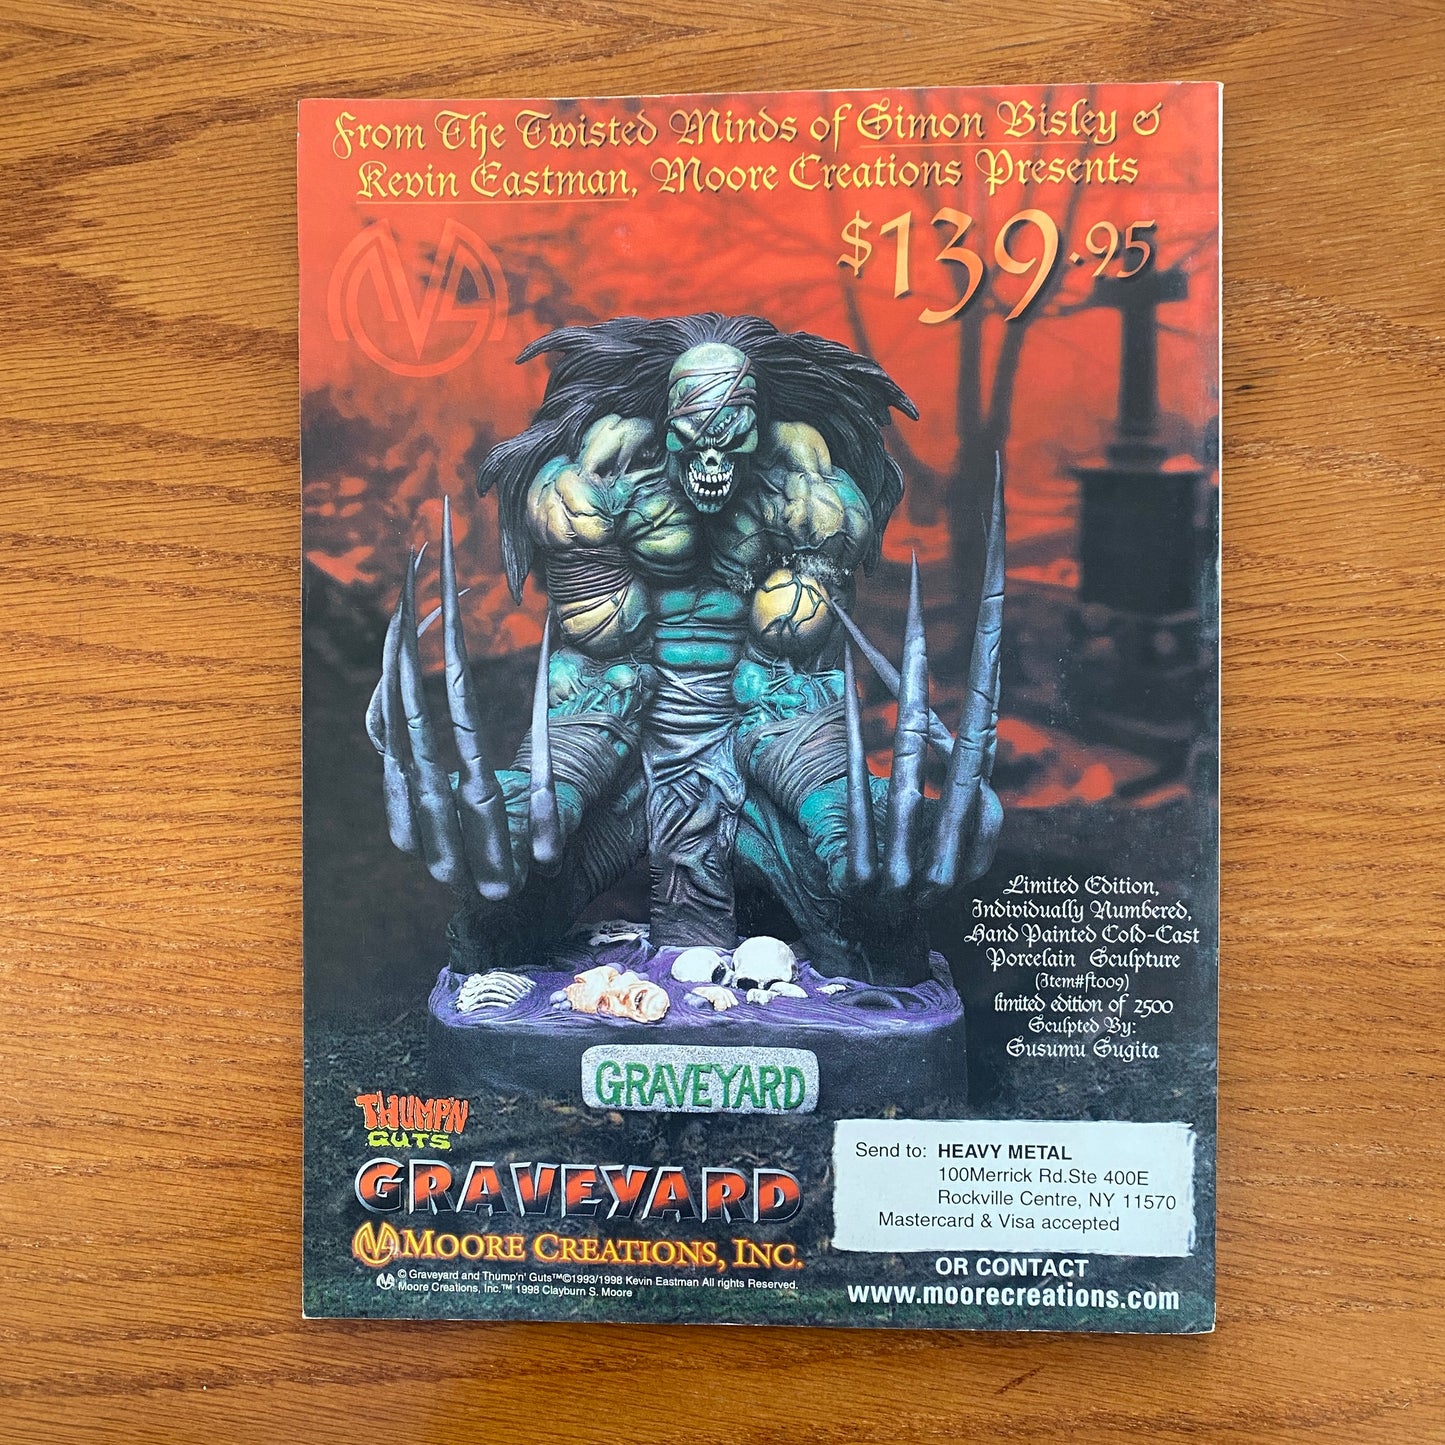 From The Twisted Minds of Simon Bisley &
Kevin Eastman, Moore Creations Presents
$139.95
Limited Edition,
Individually Numbered,
Hand Painted Cold-Cast
Porcelain Sculpture
(Item#ft009)
limited edition of 2500
Sculpted By:
Susumu Sugita
GRAVEYARD
THUMP'N
GUTS
GRAVEYARD
MOORE CREATIONS, INC.
© Graveyard and Thump'n' Guts™©1993/1998 Kevin Eastman All rights Reserved.
Moore Creations, Inc.™ 1998 Clayburn S. Moore
Send to: HEAVY METAL
100Merrick Rd.Ste 400E
Rockville Centre, NY 11570
Mastercard & Visa accepted
OR CONTACT
www.moorecreations.com